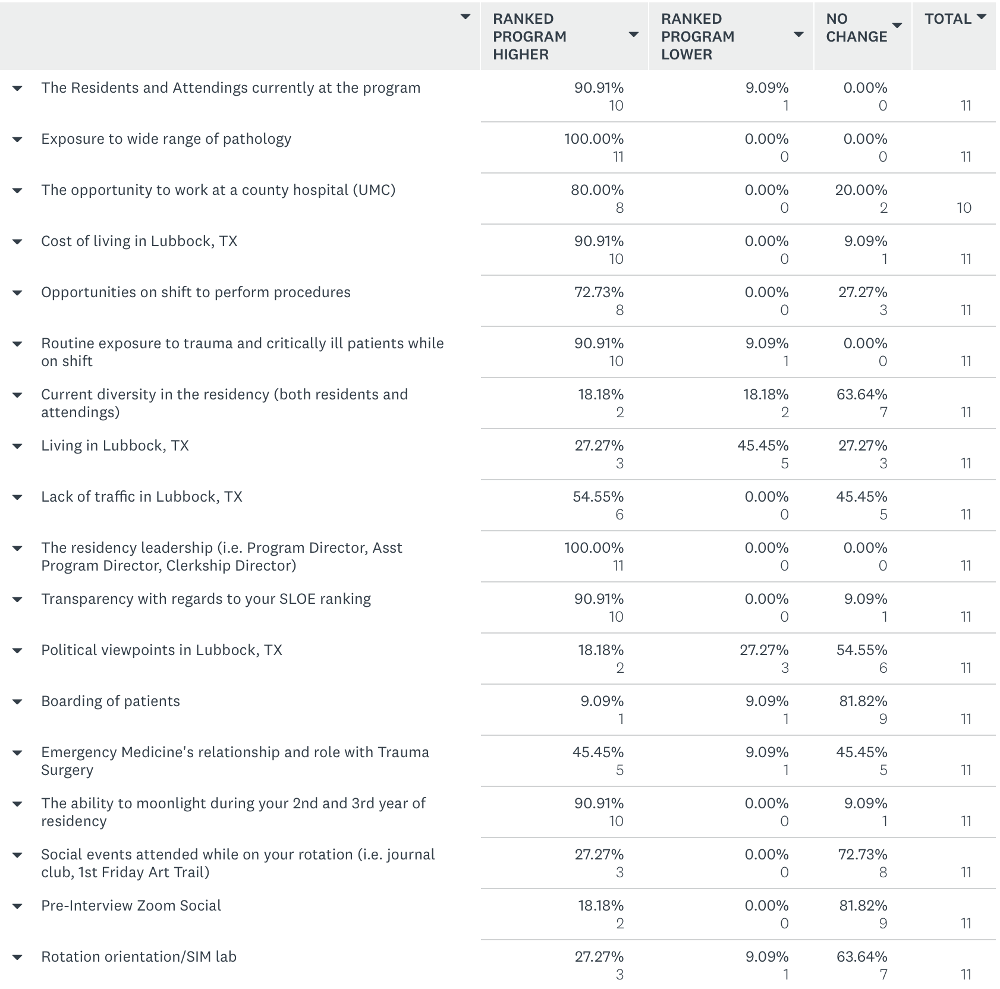 RANKED PROGRAM HIGHER RANKED PROGRAM LOWER NO CHANGE TOTAL
The Residents and Attendings currently at the program 90.91% 9.09% 0.00%
10 1 0 11
Exposure to wide range of pathology 100.00% 0.00% 0.00%
11 0 0 11
The opportunity to work at a county hospital (UMC) 80.00% 0.00% 20.00%
8 0 2 10
Cost of living in Lubbock, TX 90.91% 0.00% 9.09%
10 0 1 11
Opportunities on shift to perform procedures 72.73% 0.00% 27.27%
8 0 3 11
Routine exposure to trauma and critically ill patients while 90.91% 9.09% 0.00%
on shift 10 1 0 11
Current diversity in the residency (both residents and 18.18% 18.18% 63.64%
attendings) 2 2 7 11
Living in Lubbock, TX 27.27% 45.45% 27.27%
3 5 3 11
Lack of traffic in Lubbock, TX 54.55% 0.00% 45.45%
6 0 5 11
The residency leadership (i.e. Program Director, Asst 100.00% 0.00% 0.00%
Program Director, Clerkship Director) 11 0 0 11
Transparency with regards to your SLOE ranking 90.91% 0.00% 9.09%
10 0 1 11
Political viewpoints in Lubbock, TX 18.18% 27.27% 54.55%
2 3 6 11
Boarding of patients 9.09% 9.09% 81.82%
1 1 9 11
Emergency Medicine's relationship and role with Trauma 45.45% 9.09% 45.45%
Surgery 5 1 5 11
The ability to moonlight during your 2nd and 3rd year of 90.91% 0.00% 9.09%
residency 10 0 1 11
Social events attended while on your rotation (i.e. journal 27.27% 0.00% 72.73%
club, 1st Friday Art Trail) 3 0 8 11
Pre-Interview Zoom Social 18.18% 0.00% 81.82%
2 0 9 11
Rotation orientation/SIM lab 27.27% 9.09% 63.64%
3 1 7 11